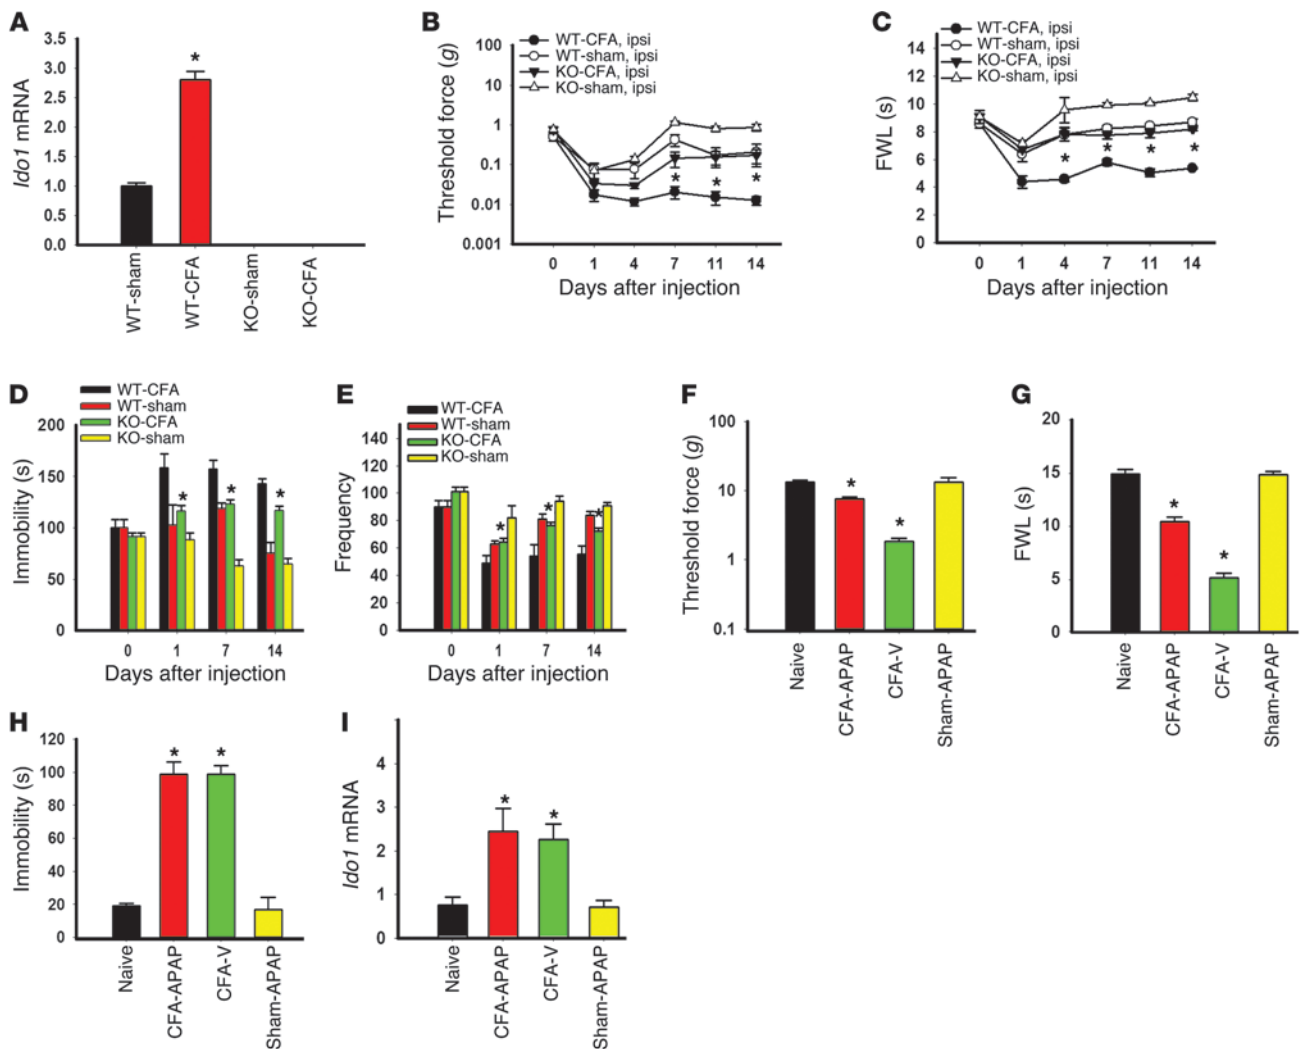 A
Ido1 mRNA
3.5
3.0
2.5
2.0
1.5
1.0
0.5
0.0
*
WT-sham
WT-CFA
KO-sham
KO-CFA
B
WT-CFA, ipsi
WT-sham, ipsi
KO-CFA, ipsi
KO-sham, ipsi
Threshold force (g)
100
10
1
0.1
0.01
0.001
* * *
0 1 4 7 11 14
Days after injection
C
WT-CFA, ipsi
WT-sham, ipsi
KO-CFA, ipsi
KO-sham, ipsi
FWL (s)
14
12
10
8
6
4
2
0
* * * *
0 1 4 7 11 14
Days after injection
D
WT-CFA
WT-sham
KO-CFA
KO-sham
Immobility (s)
200
150
100
50
0
* * *
0 1 7 14
Days after injection
E
WT-CFA
WT-sham
KO-CFA
KO-sham
Frequency
140
120
100
80
60
40
20
0
* * *
0 1 7 14
Days after injection
F
Threshold force (g)
100
10
1
0.1
* *
Naive
CFA-APAP
CFA-V
Sham-APAP
G
FWL (s)
20
15
10
5
0
* *
Naive
CFA-APAP
CFA-V
Sham-APAP
H
Immobility (s)
120
100
80
60
40
20
0
* *
Naive
CFA-APAP
CFA-V
Sham-APAP
I
Ido1 mRNA
4
3
2
1
0
* *
Naive
CFA-APAP
CFA-V
Sham-APAP